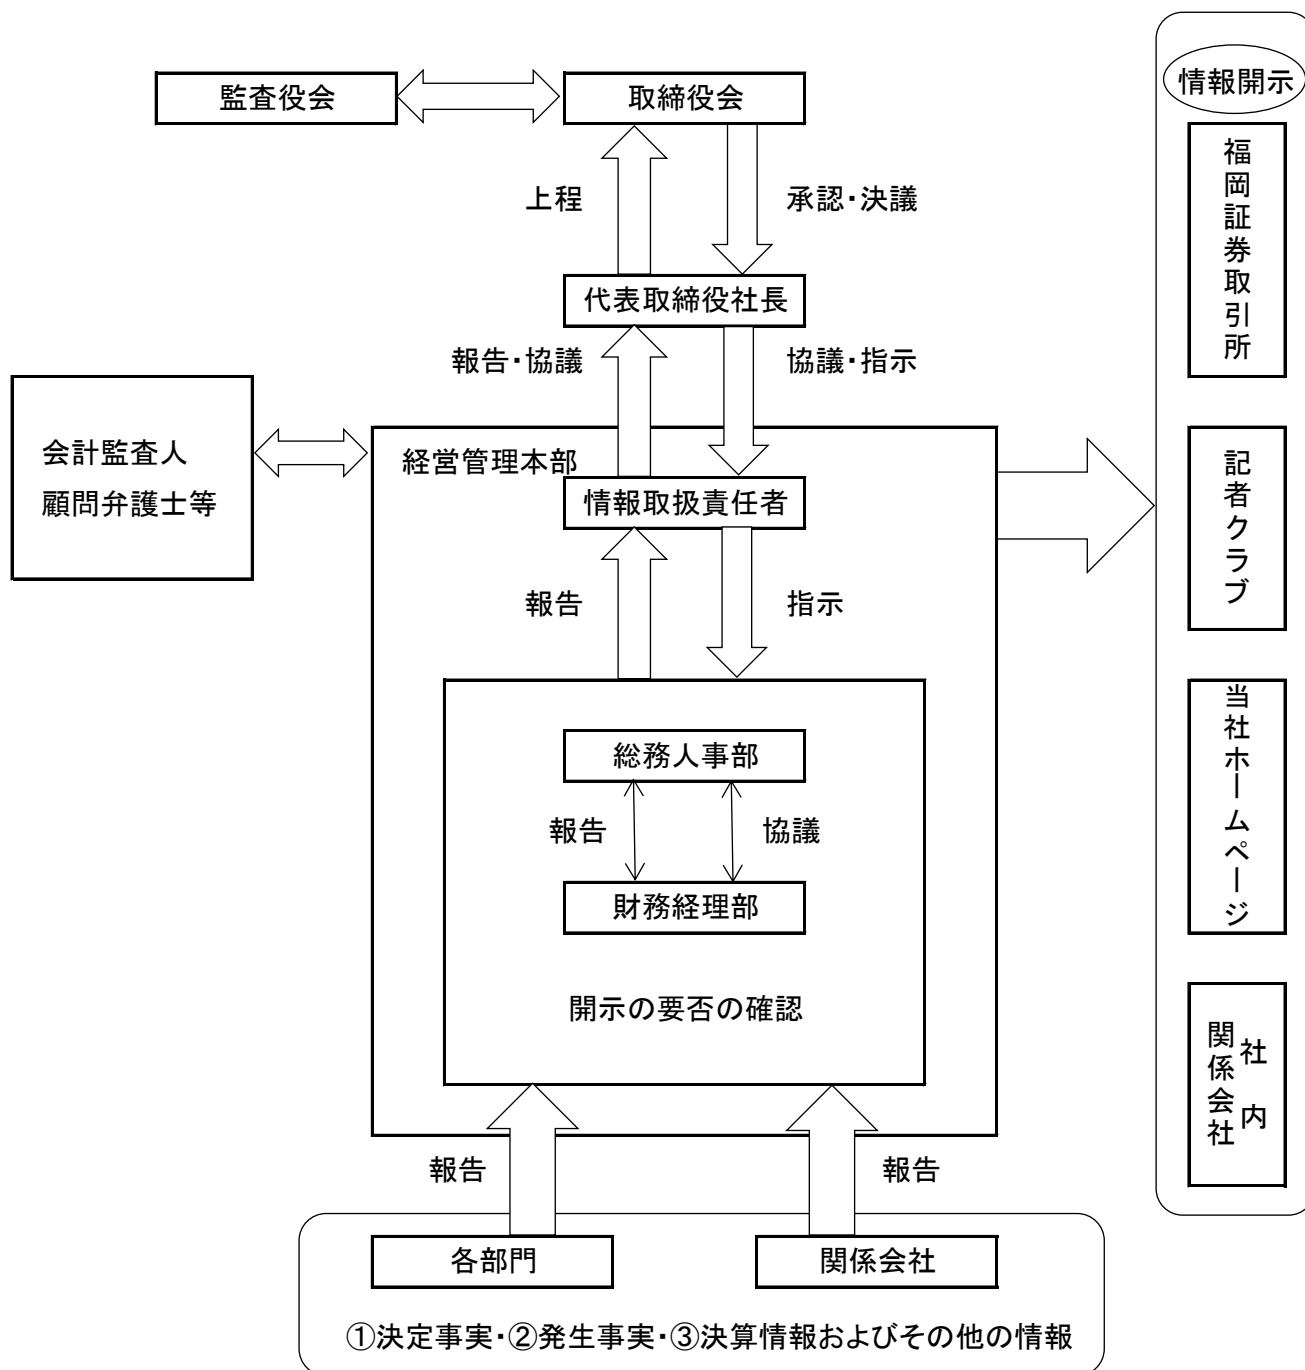 監査役会
取締役会
上程
承認・決議
代表取締役社長
報告・協議
協議・指示
会計監査人
顧問弁護士等
経営管理本部
情報取扱責任者
報告
指示
総務人事部
報告
協議
財務経理部
開示の要否の確認
報告
報告
各部門
関係会社
①決定事実・②発生事実・③決算情報およびその他の情報
情報開示
福岡証券取引所
記者クラブ
当社ホームページ
社内
関係会社